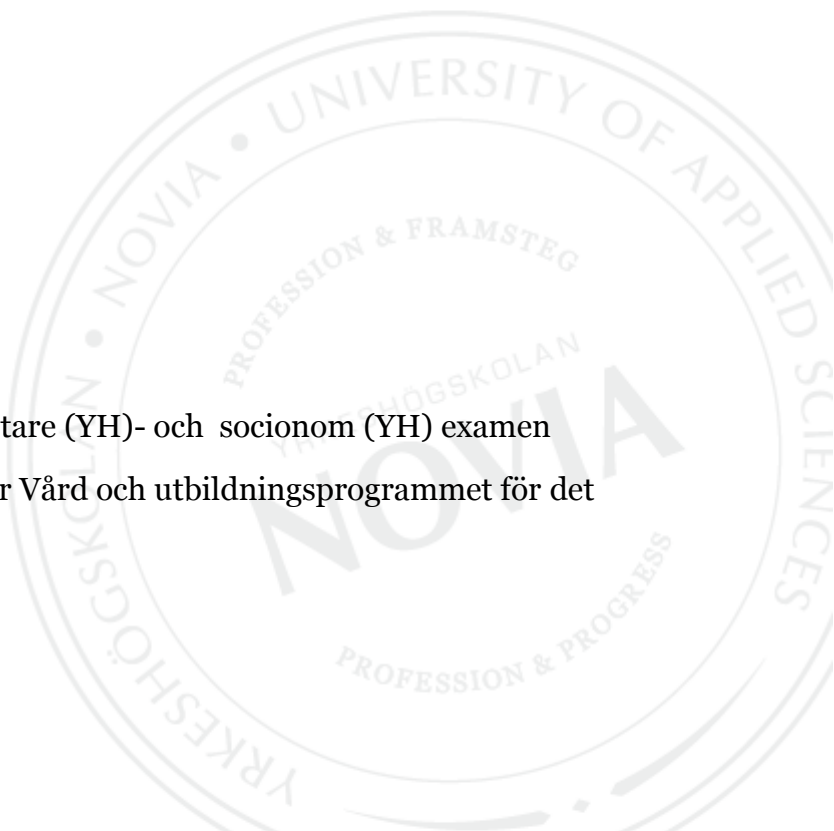 UNIVERSITY OF APPLIED SCIENCES
YRKESHÖGSKOLAN • NOVIA •
PROFESSION & FRAMSTEG
YRKESHÖGSKOLAN
NOVIA
PROFESSION & PROGRESS
tare (YH)- och socionom (YH) examen
r Vård och utbildningsprogrammet för det